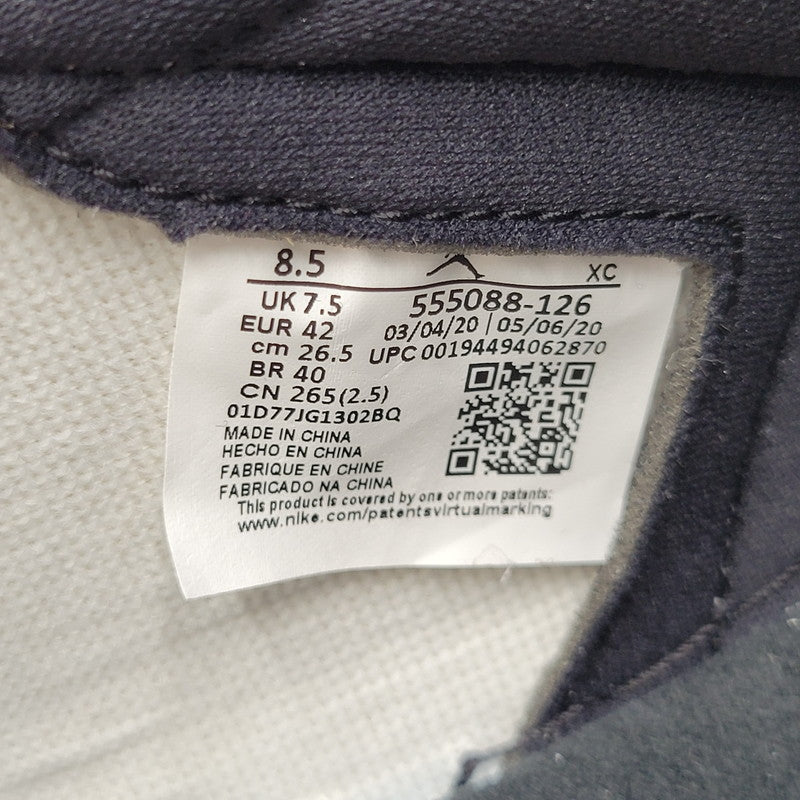 8.5 XC
UK 7.5 555088-126
EUR 42 03/04/20 | 05/06/20
cm 26.5 UPC 00194494062870
BR 40
CN 265(2.5)
01D77JG1302BQ
MADE IN CHINA
HECHO EN CHINA
FABRIQUE EN CHINE
FABRICADO NA CHINA
This product is covered by one or more patents:
www.nike.com/patentsvirtualmarking